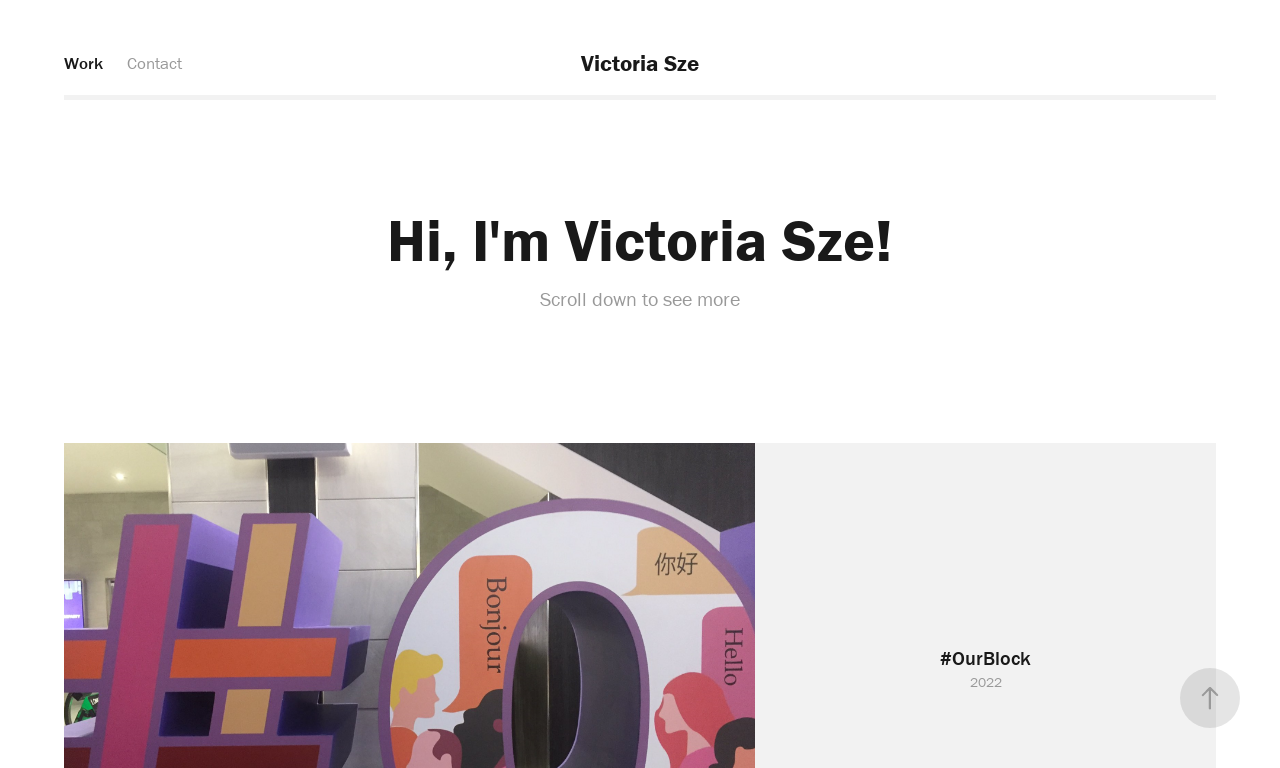 Work
Contact
Victoria Sze
Hi, I'm Victoria Sze!
Scroll down to see more
#O
Bonjour
你好
Hello
#OurBlock
2022